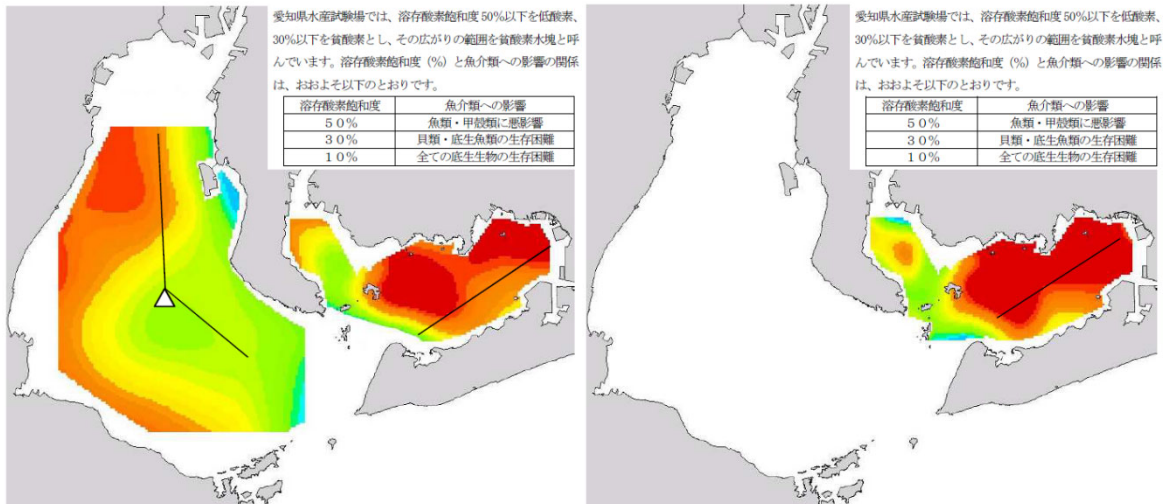 愛知県水産試験場では、溶存酸素飽和度50%以下を低酸素、
30%以下を貧酸素とし、その広がりの範囲を貧酸素水塊と呼
んでいます。溶存酸素飽和度（%）と魚介類への影響の関係
は、おおよそ以下のとおりです。
溶存酸素飽和度 魚介類への影響
５０％ 魚類・甲殻類に悪影響
３０％ 貝類・底生魚類の生存困難
１０％ 全ての底生生物の生存困難
愛知県水産試験場では、溶存酸素飽和度50%以下を低酸素、
30%以下を貧酸素とし、その広がりの範囲を貧酸素水塊と呼
んでいます。溶存酸素飽和度（%）と魚介類への影響の関係
は、おおよそ以下のとおりです。
溶存酸素飽和度 魚介類への影響
５０％ 魚類・甲殻類に悪影響
３０％ 貝類・底生魚類の生存困難
１０％ 全ての底生生物の生存困難